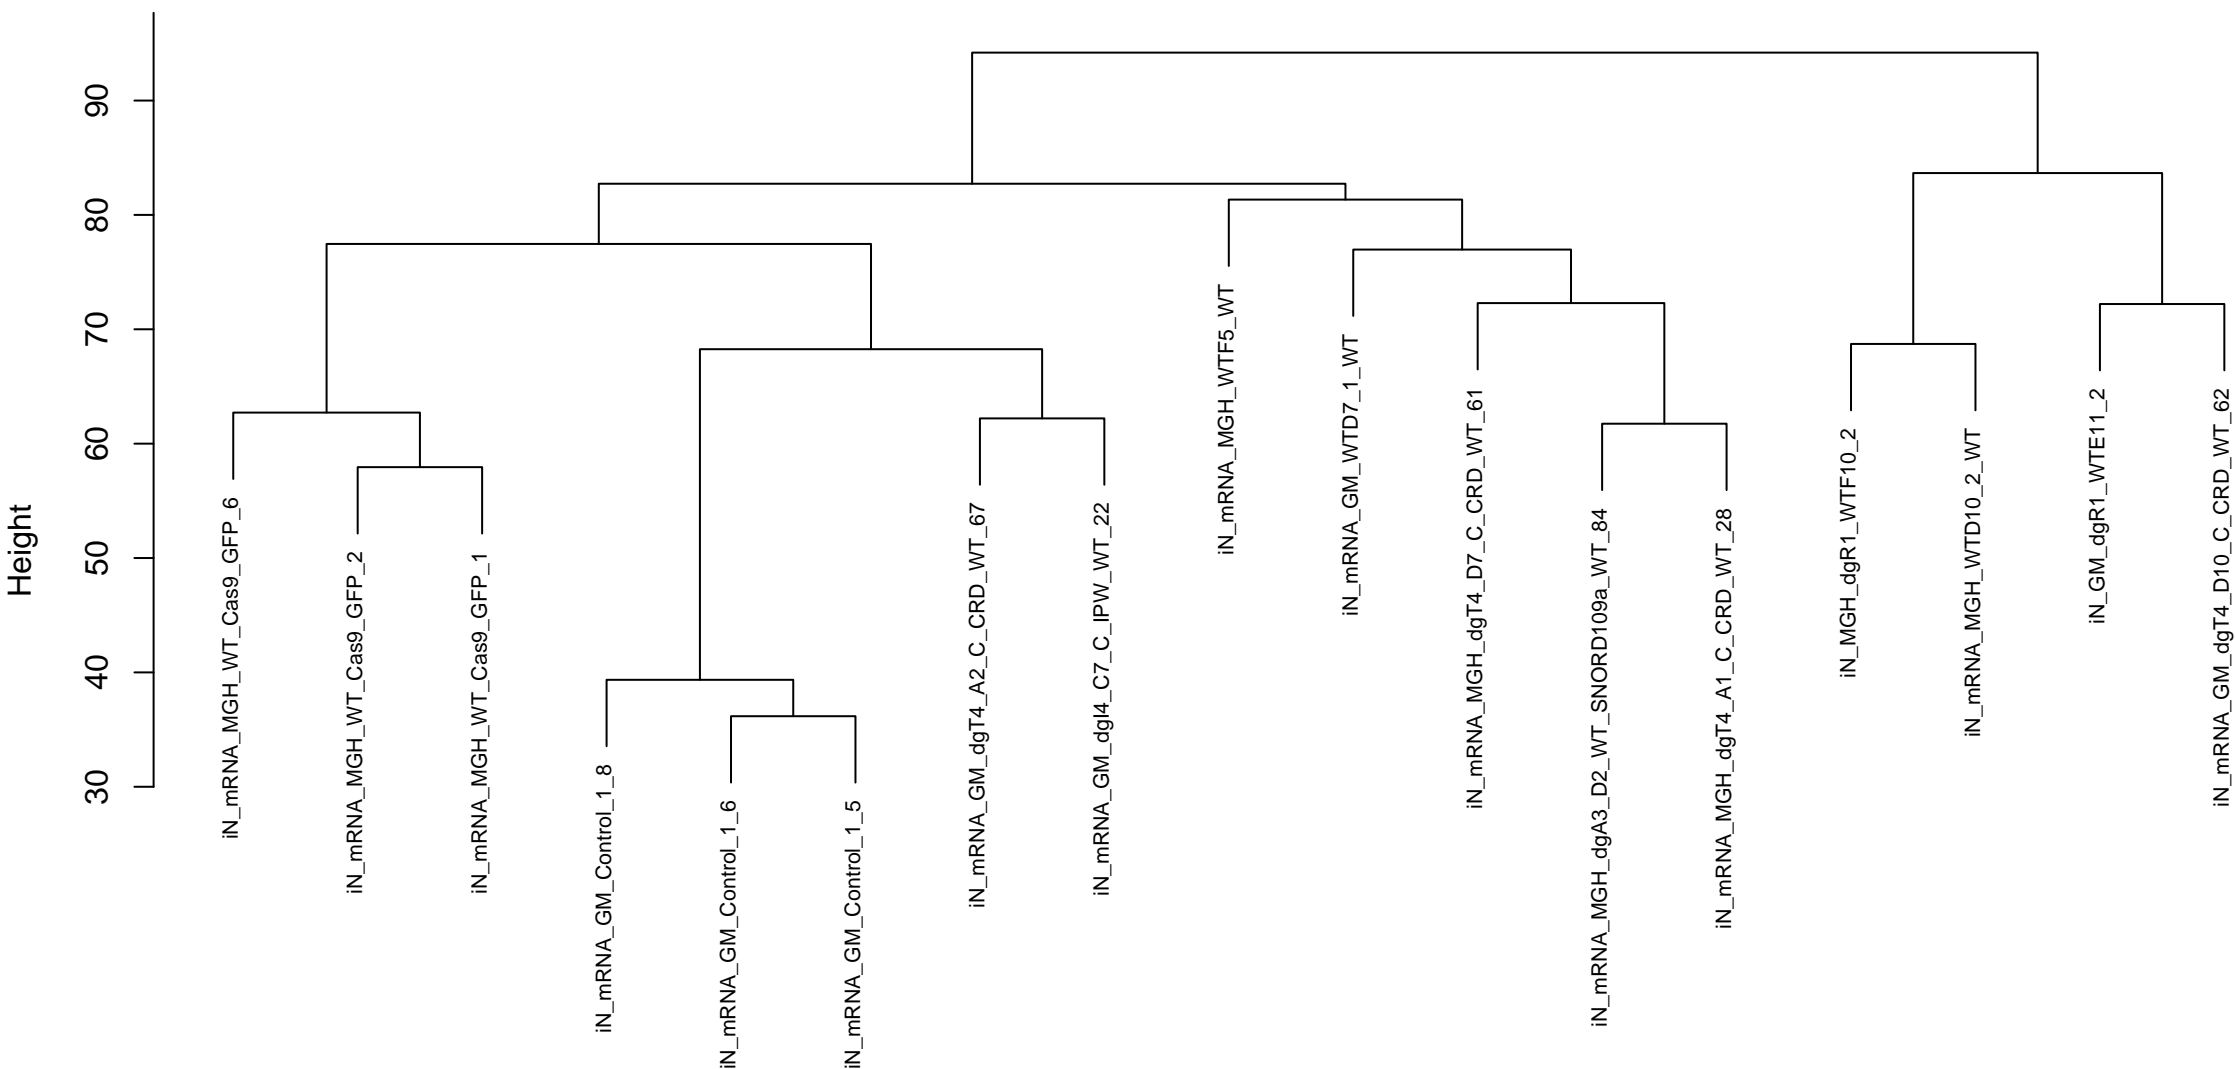 Height
90
80
70
60
50
40
30
iN_mRNA_MGH_WT_Cas9_GFP_6
iN_mRNA_MGH_WT_Cas9_GFP_2
iN_mRNA_MGH_WT_Cas9_GFP_1
iN_mRNA_GM_Control_1_8
iN_mRNA_GM_Control_1_6
iN_mRNA_GM_Control_1_5
iN_mRNA_GM_dgT4_A2_C_CRD_WT_67
iN_mRNA_GM_dgI4_C7_C_IPW_WT_22
iN_mRNA_MGH_WTF5_WT
iN_mRNA_GM_WTD7_1_WT
iN_mRNA_MGH_dgT4_D7_C_CRD_WT_61
iN_mRNA_MGH_dgA3_D2_WT_SNORD109a_WT_84
iN_mRNA_MGH_dgT4_A1_C_CRD_WT_28
iN_MGH_dgR1_WTF10_2
iN_mRNA_MGH_WTD10_2_WT
iN_GM_dgR1_WTE11_2
iN_mRNA_GM_dgT4_D10_C_CRD_WT_62